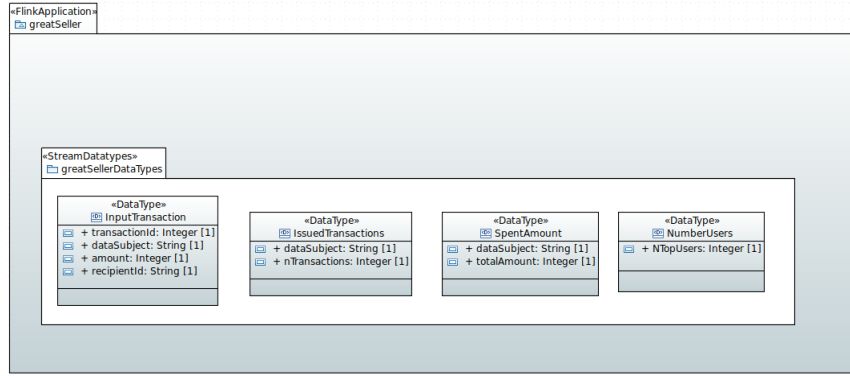 «FlinkApplication»
greatSeller
«StreamDatatypes»
greatSellerDataTypes
«DataType»
InputTransaction
+ transactionId: Integer [1]
+ dataSubject: String [1]
+ amount: Integer [1]
+ recipientId: String [1]
«DataType»
IssuedTransactions
+ dataSubject: String [1]
+ nTransactions: Integer [1]
«DataType»
SpentAmount
+ dataSubject: String [1]
+ totalAmount: Integer [1]
«DataType»
NumberUsers
+ NTopUsers: Integer [1]